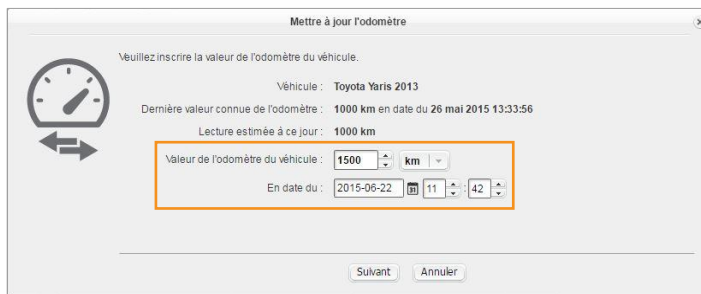 Mettre à jour l'odomètre
Veuillez inscrire la valeur de l'odomètre du véhicule.
Véhicule : Toyota Yaris 2013
Dernière valeur connue de l'odomètre : 1000 km en date du 26 mai 2015 13:33:56
Lecture estimée à ce jour : 1000 km
Valeur de l'odomètre du véhicule : 1500 km
En date du : 2015-06-22 31 11 : 42
Suivant Annuler